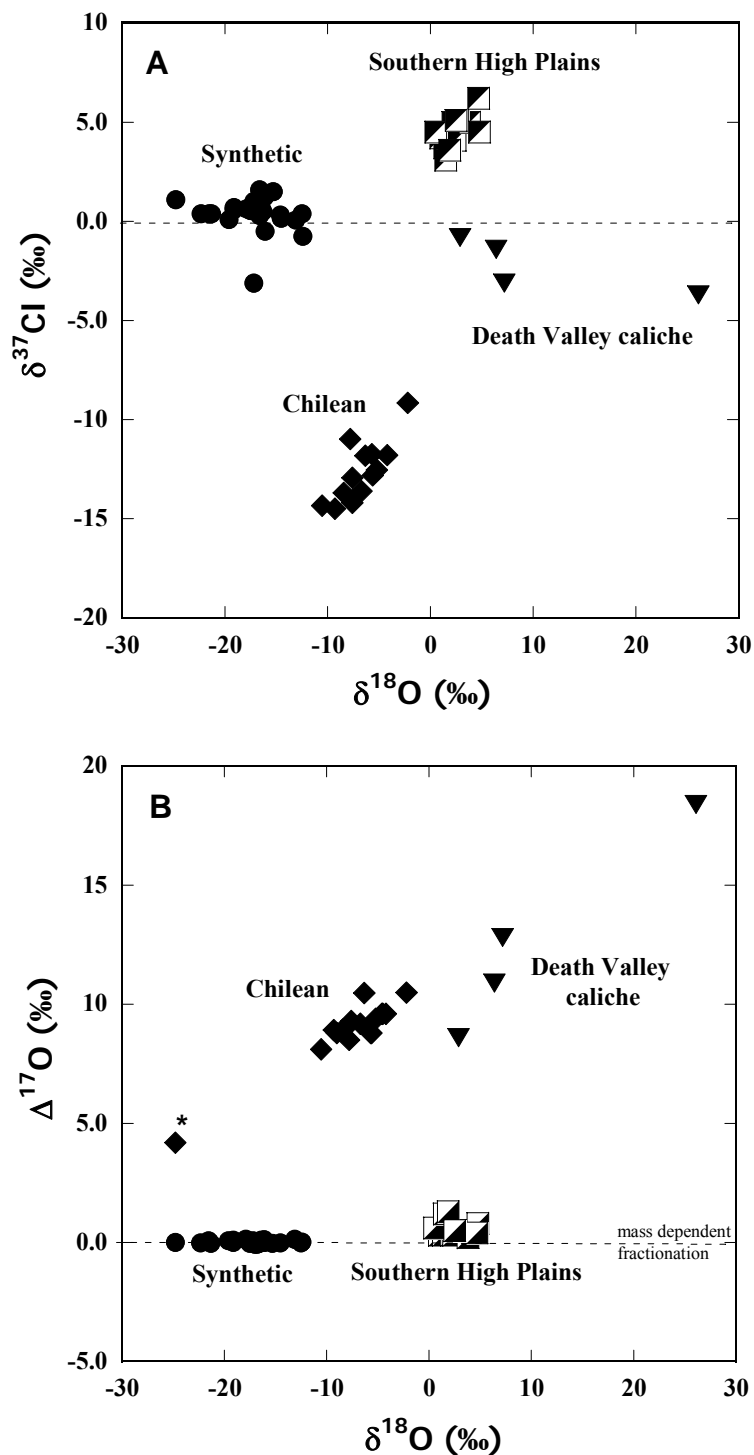 A
Southern High Plains
Synthetic
Death Valley caliche
Chilean
10
5.0
0.0
-5.0
-10
-15
-20
δ³⁷Cl (‰)
-30 -20 -10 0 10 20 30
δ¹⁸O (‰)
B
Death Valley
caliche
Chilean
*
mass dependent
fractionation
Synthetic
Southern High Plains
20
15
10
5.0
0.0
-5.0
Δ¹⁷O (‰)
-30 -20 -10 0 10 20 30
δ¹⁸O (‰)